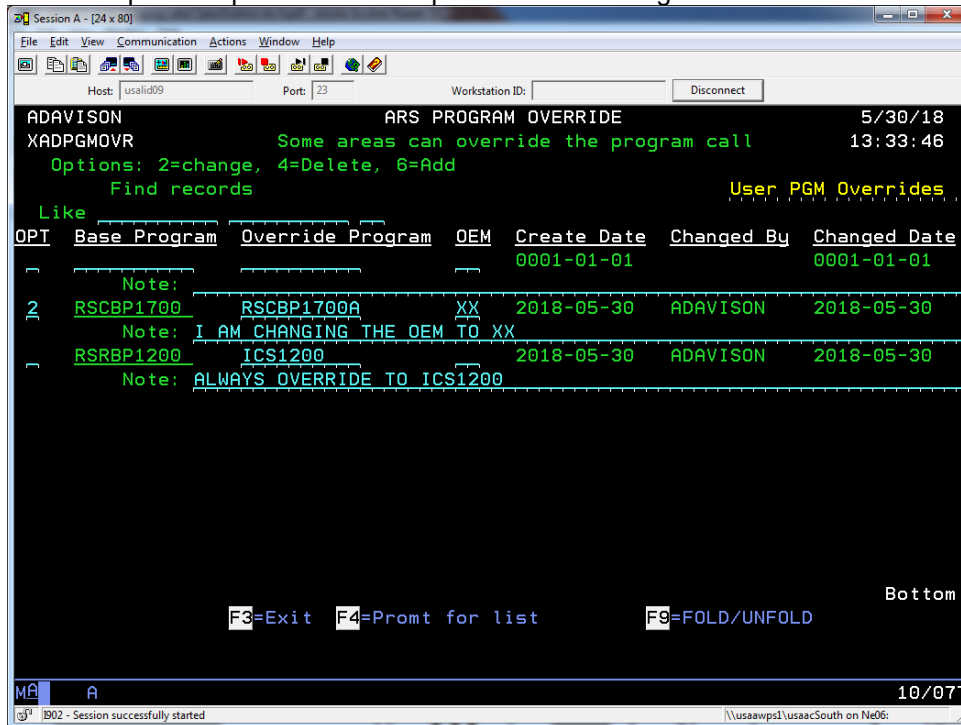 Session A - [24 x 80]
File Edit View Communication Actions Window Help
Host: usalid09 Port: 23 Workstation ID: Disconnect
ADAVISON ARS PROGRAM OVERRIDE 5/30/18
XADPGMOVR Some areas can override the program call 13:33:46
Options: 2=change, 4=Delete, 6=Add
Find records User PGM Overrides
Like
OPT Base Program Override Program OEM Create Date Changed By Changed Date
0001-01-01 0001-01-01
Note:
2 RSCBP1700 RSCBP1700A XX 2018-05-30 ADAVISON 2018-05-30
Note: I AM CHANGING THE OEM TO XX
RSRBP1200 ICS1200 2018-05-30 ADAVISON 2018-05-30
Note: ALWAYS OVERRIDE TO ICS1200
Bottom
F3=Exit F4=Promt for list F9=FOLD/UNFOLD
MA A 10/077
I902 - Session successfully started \\usaawps1\usaacSouth on Ne06: